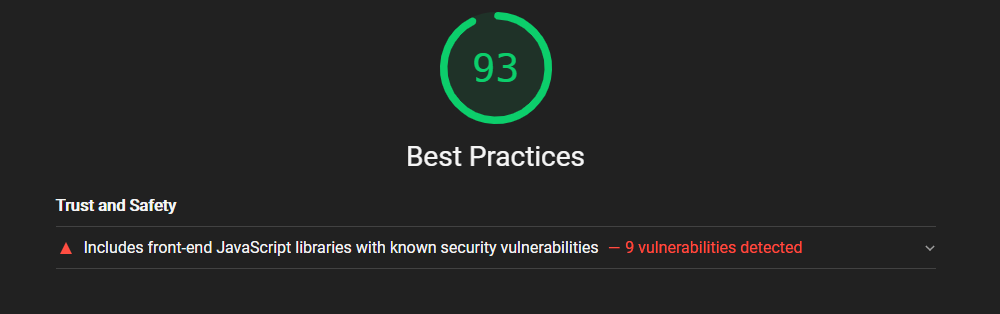 93
Best Practices
Trust and Safety
Includes front-end JavaScript libraries with known security vulnerabilities — 9 vulnerabilities detected